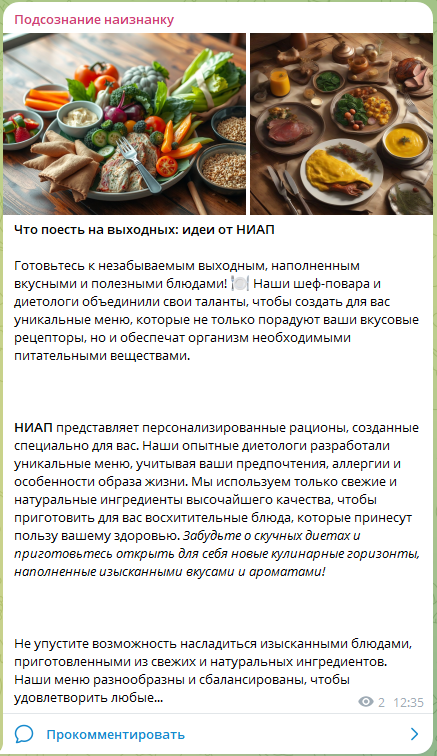 Подсознание наизнанку
Что поесть на выходных: идеи от НИАП
Готовьтесь к незабываемым выходным, наполненным
вкусными и полезными блюдами! 🍽 Наши шеф-повара и
диетологи объединили свои таланты, чтобы создать для вас
уникальные меню, которые не только порадуют ваши вкусовые
рецепторы, но и обеспечат организм необходимыми
питательными веществами.
НИАП представляет персонализированные рационы, созданные
специально для вас. Наши опытные диетологи разработали
уникальные меню, учитывая ваши предпочтения, аллергии и
особенности образа жизни. Мы используем только свежие и
натуральные ингредиенты высочайшего качества, чтобы
приготовить для вас восхитительные блюда, которые принесут
пользу вашему здоровью. Забудьте о скучных диетах и
приготовьтесь открыть для себя новые кулинарные горизонты,
наполненные изысканными вкусами и ароматами!
Не упустите возможность насладиться изысканными блюдами,
приготовленными из свежих и натуральных ингредиентов.
Наши меню разнообразны и сбалансированы, чтобы
удовлетворить любые...
2 12:35
Прокомментировать